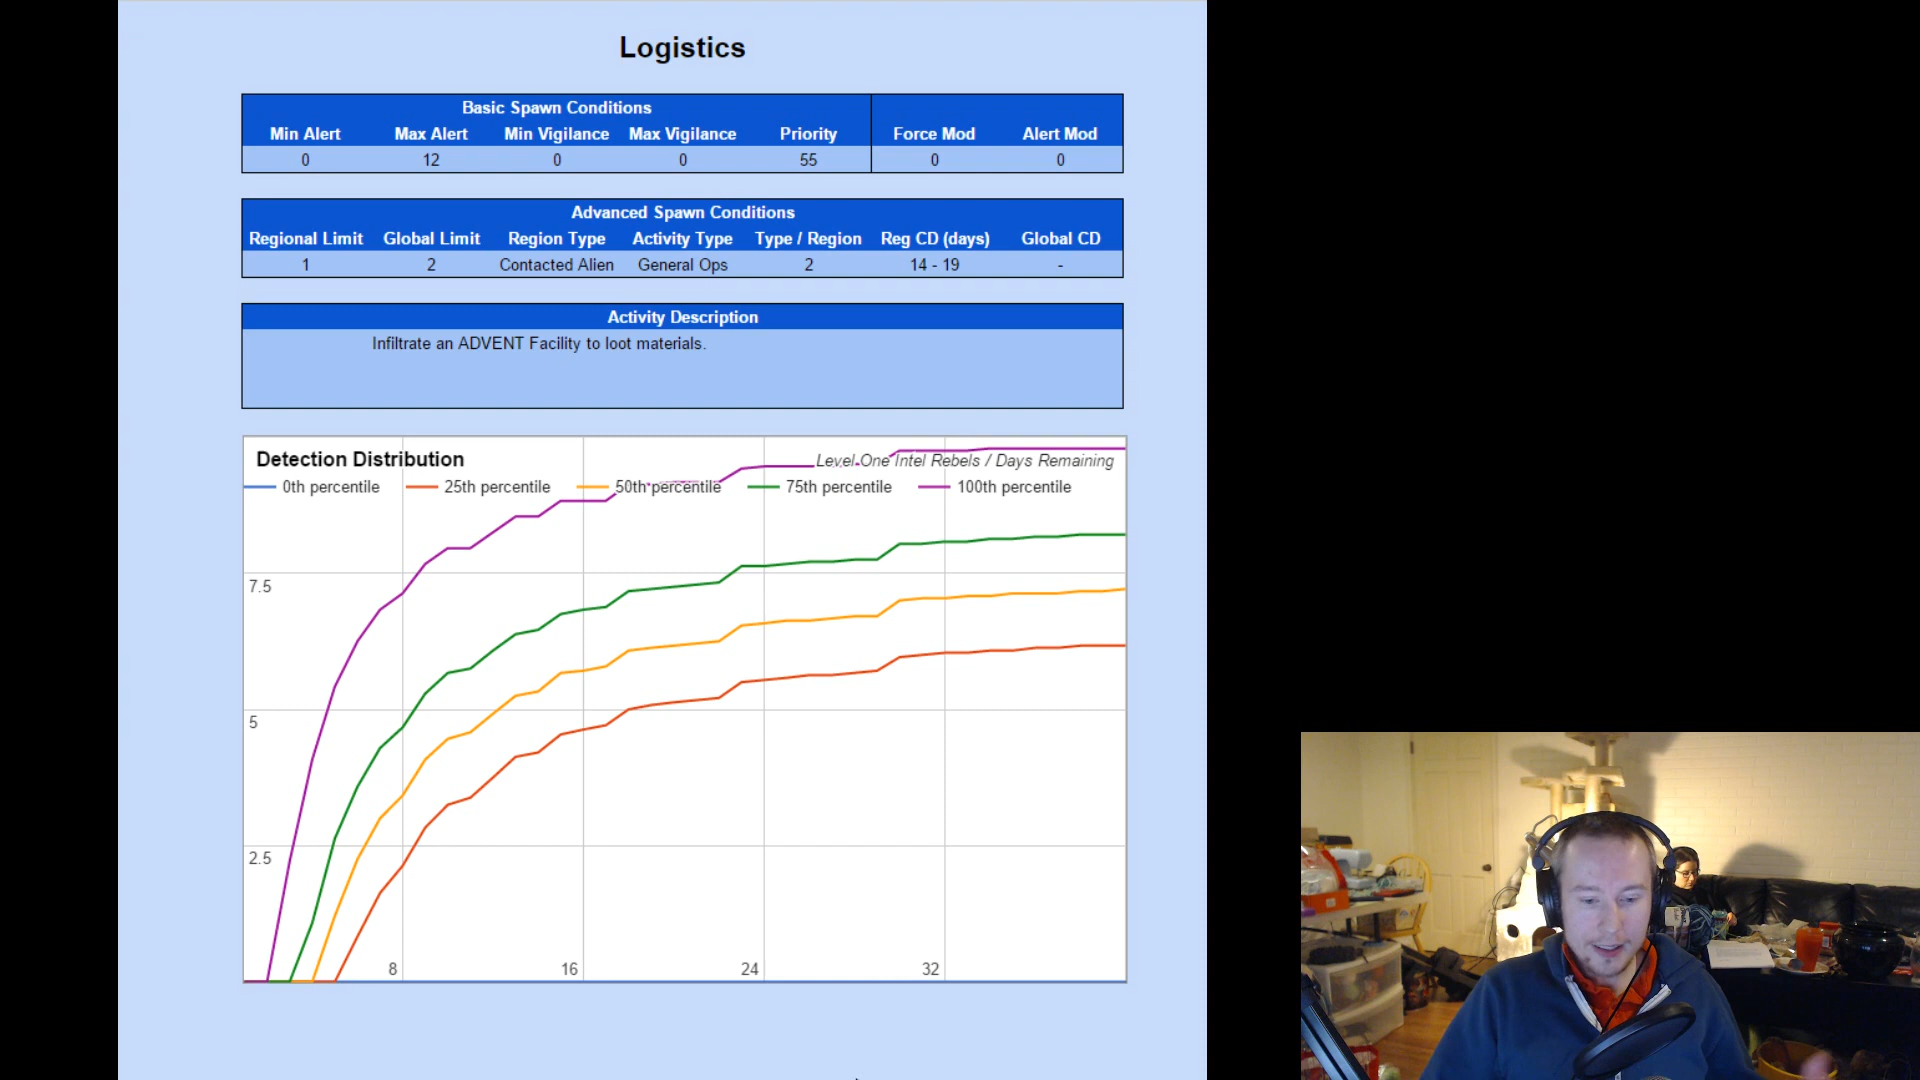 Logistics
Basic Spawn Conditions
Min Alert Max Alert Min Vigilance Max Vigilance Priority Force Mod Alert Mod
0 12 0 0 55 0 0
Advanced Spawn Conditions
Regional Limit Global Limit Region Type Activity Type Type / Region Reg CD (days) Global CD
1 2 Contacted Alien General Ops 2 14 - 19 -
Activity Description
Infiltrate an ADVENT Facility to loot materials.
Detection Distribution Level One Intel Rebels / Days Remaining
0th percentile 25th percentile 50th percentile 75th percentile 100th percentile
7.5
5
2.5
8 16 24 32